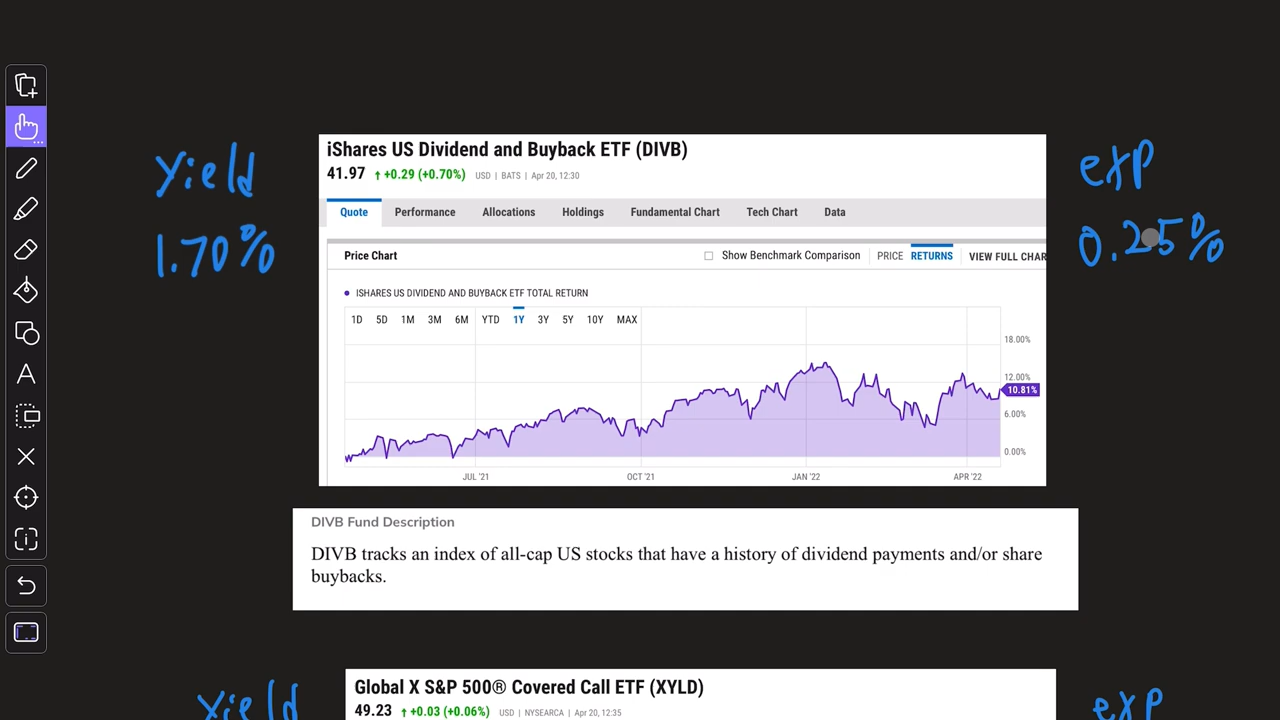 iShares US Dividend and Buyback ETF (DIVB)
41.97 ↑ +0.29 (+0.70%) USD | BATS | Apr 20, 12:30
Yield
1.70%
exp
0.25%
Quote Performance Allocations Holdings Fundamental Chart Tech Chart Data
Price Chart Show Benchmark Comparison PRICE RETURNS VIEW FULL CHAR
ISHARES US DIVIDEND AND BUYBACK ETF TOTAL RETURN
1D 5D 1M 3M 6M YTD 1Y 3Y 5Y 10Y MAX
18.00%
12.00%
10.81%
6.00%
0.00%
JUL '21 OCT '21 JAN '22 APR '22
DIVB Fund Description
DIVB tracks an index of all-cap US stocks that have a history of dividend payments and/or share
buybacks.
Yield
exp
Global X S&P 500® Covered Call ETF (XYLD)
49.23 ↑ +0.03 (+0.06%) USD | NYSEARCA | Apr 20, 12:35
A